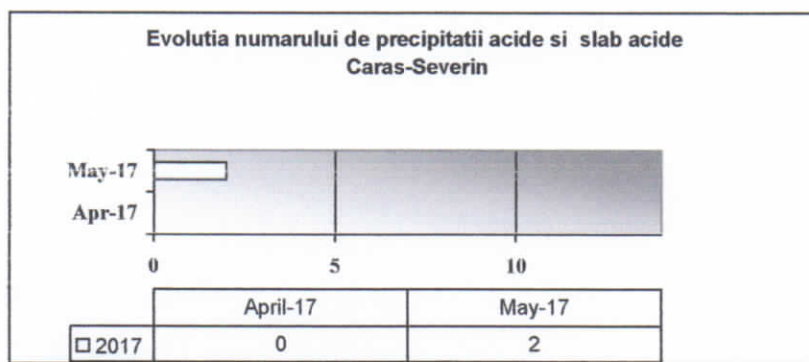 Evolutia numarului de precipitatii acide si slab acide
Caras-Severin
May-17
Apr-17
0 5 10
April-17 May-17
2017 0 2